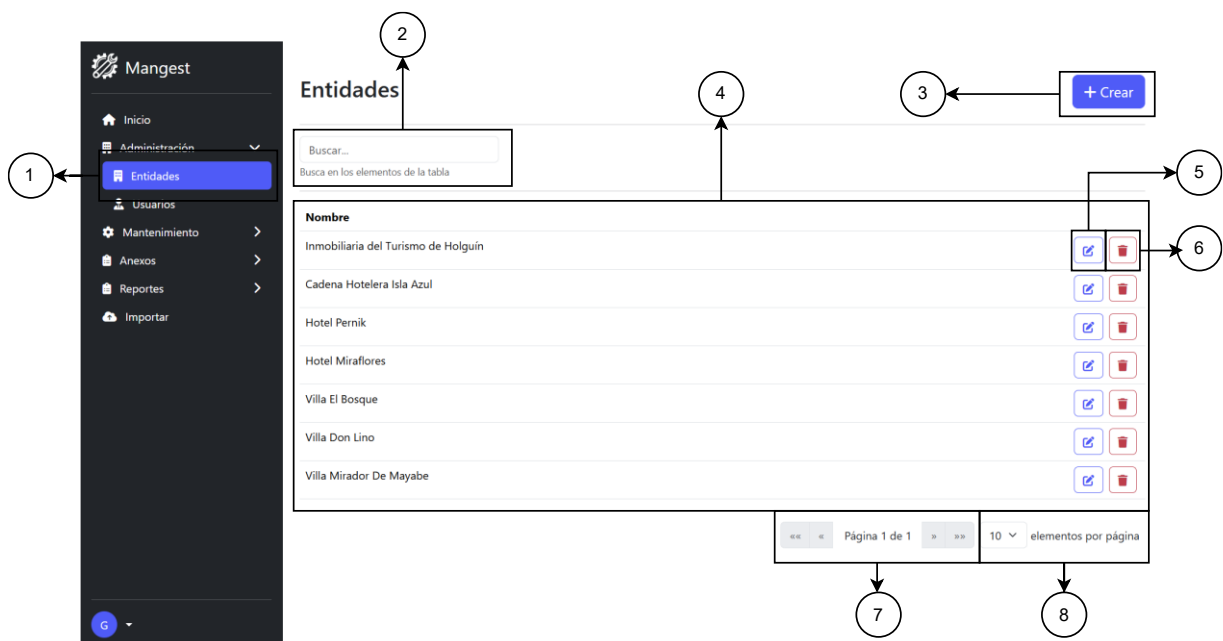 2
Mangest
Entidades
4
3
+ Crear
Inicio
Administración
Buscar...
Busca en los elementos de la tabla
1
Entidades
5
Usuarios
Nombre
Mantenimiento
Inmobiliaria del Turismo de Holguín
6
Anexos
Cadena Hotelera Isla Azul
Reportes
Importar
Hotel Pernik
Hotel Miraflores
Villa El Bosque
Villa Don Lino
Villa Mirador De Mayabe
«« « Página 1 de 1 » »» 10 elementos por página
7
8
G